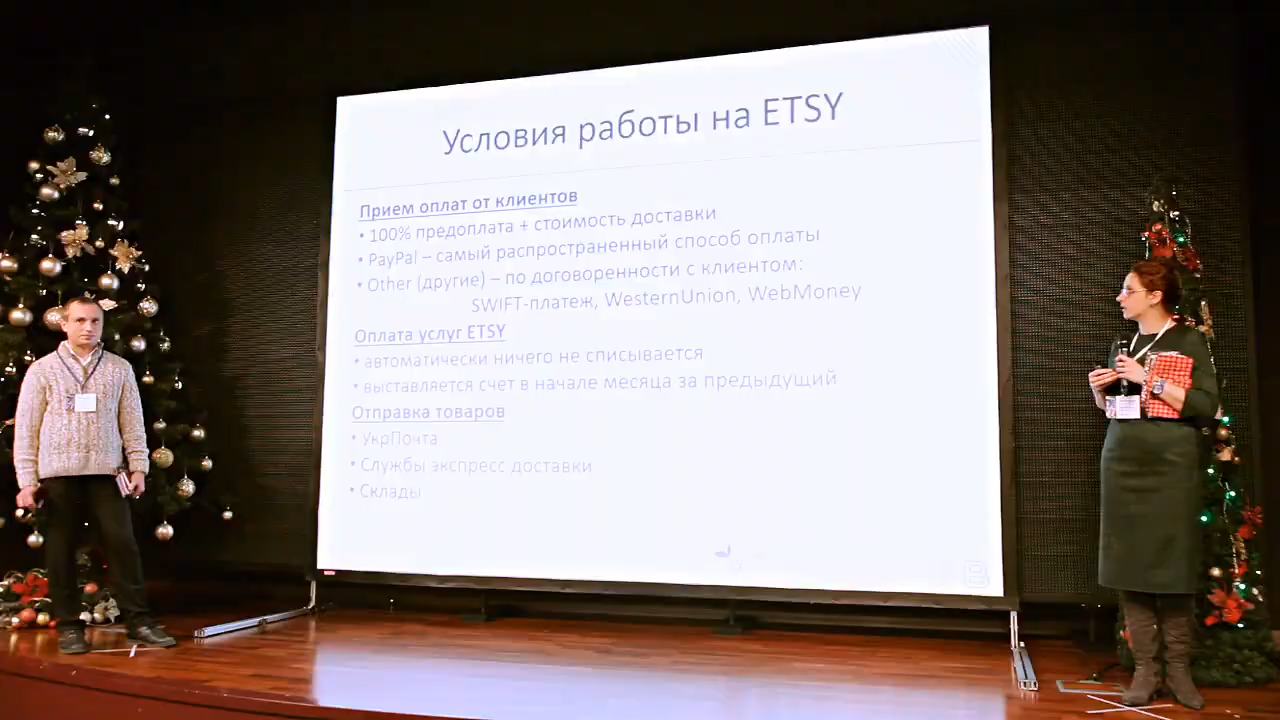 Условия работы на ETSY
Прием оплат от клиентов
• 100% предоплата + стоимость доставки
• PayPal – самый распространенный способ оплаты
• Other (другие) – по договоренности с клиентом:
SWIFT-платеж, WesternUnion, WebMoney
Оплата услуг ETSY
• автоматически ничего не списывается
• выставляется счет в начале месяца за предыдущий
Отправка товаров
• УкрПочта
• Службы экспресс доставки
• Склады